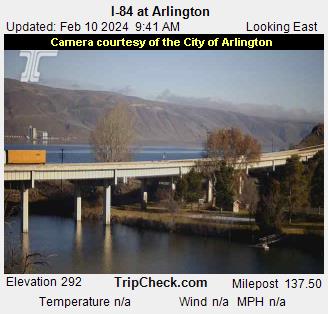 I-84 at Arlington
Updated: Feb 10 2024 9:41 AM Looking East
Camera courtesy of the City of Arlington
Elevation 292 TripCheck.com Milepost 137.50
Temperature n/a Wind n/a MPH n/a